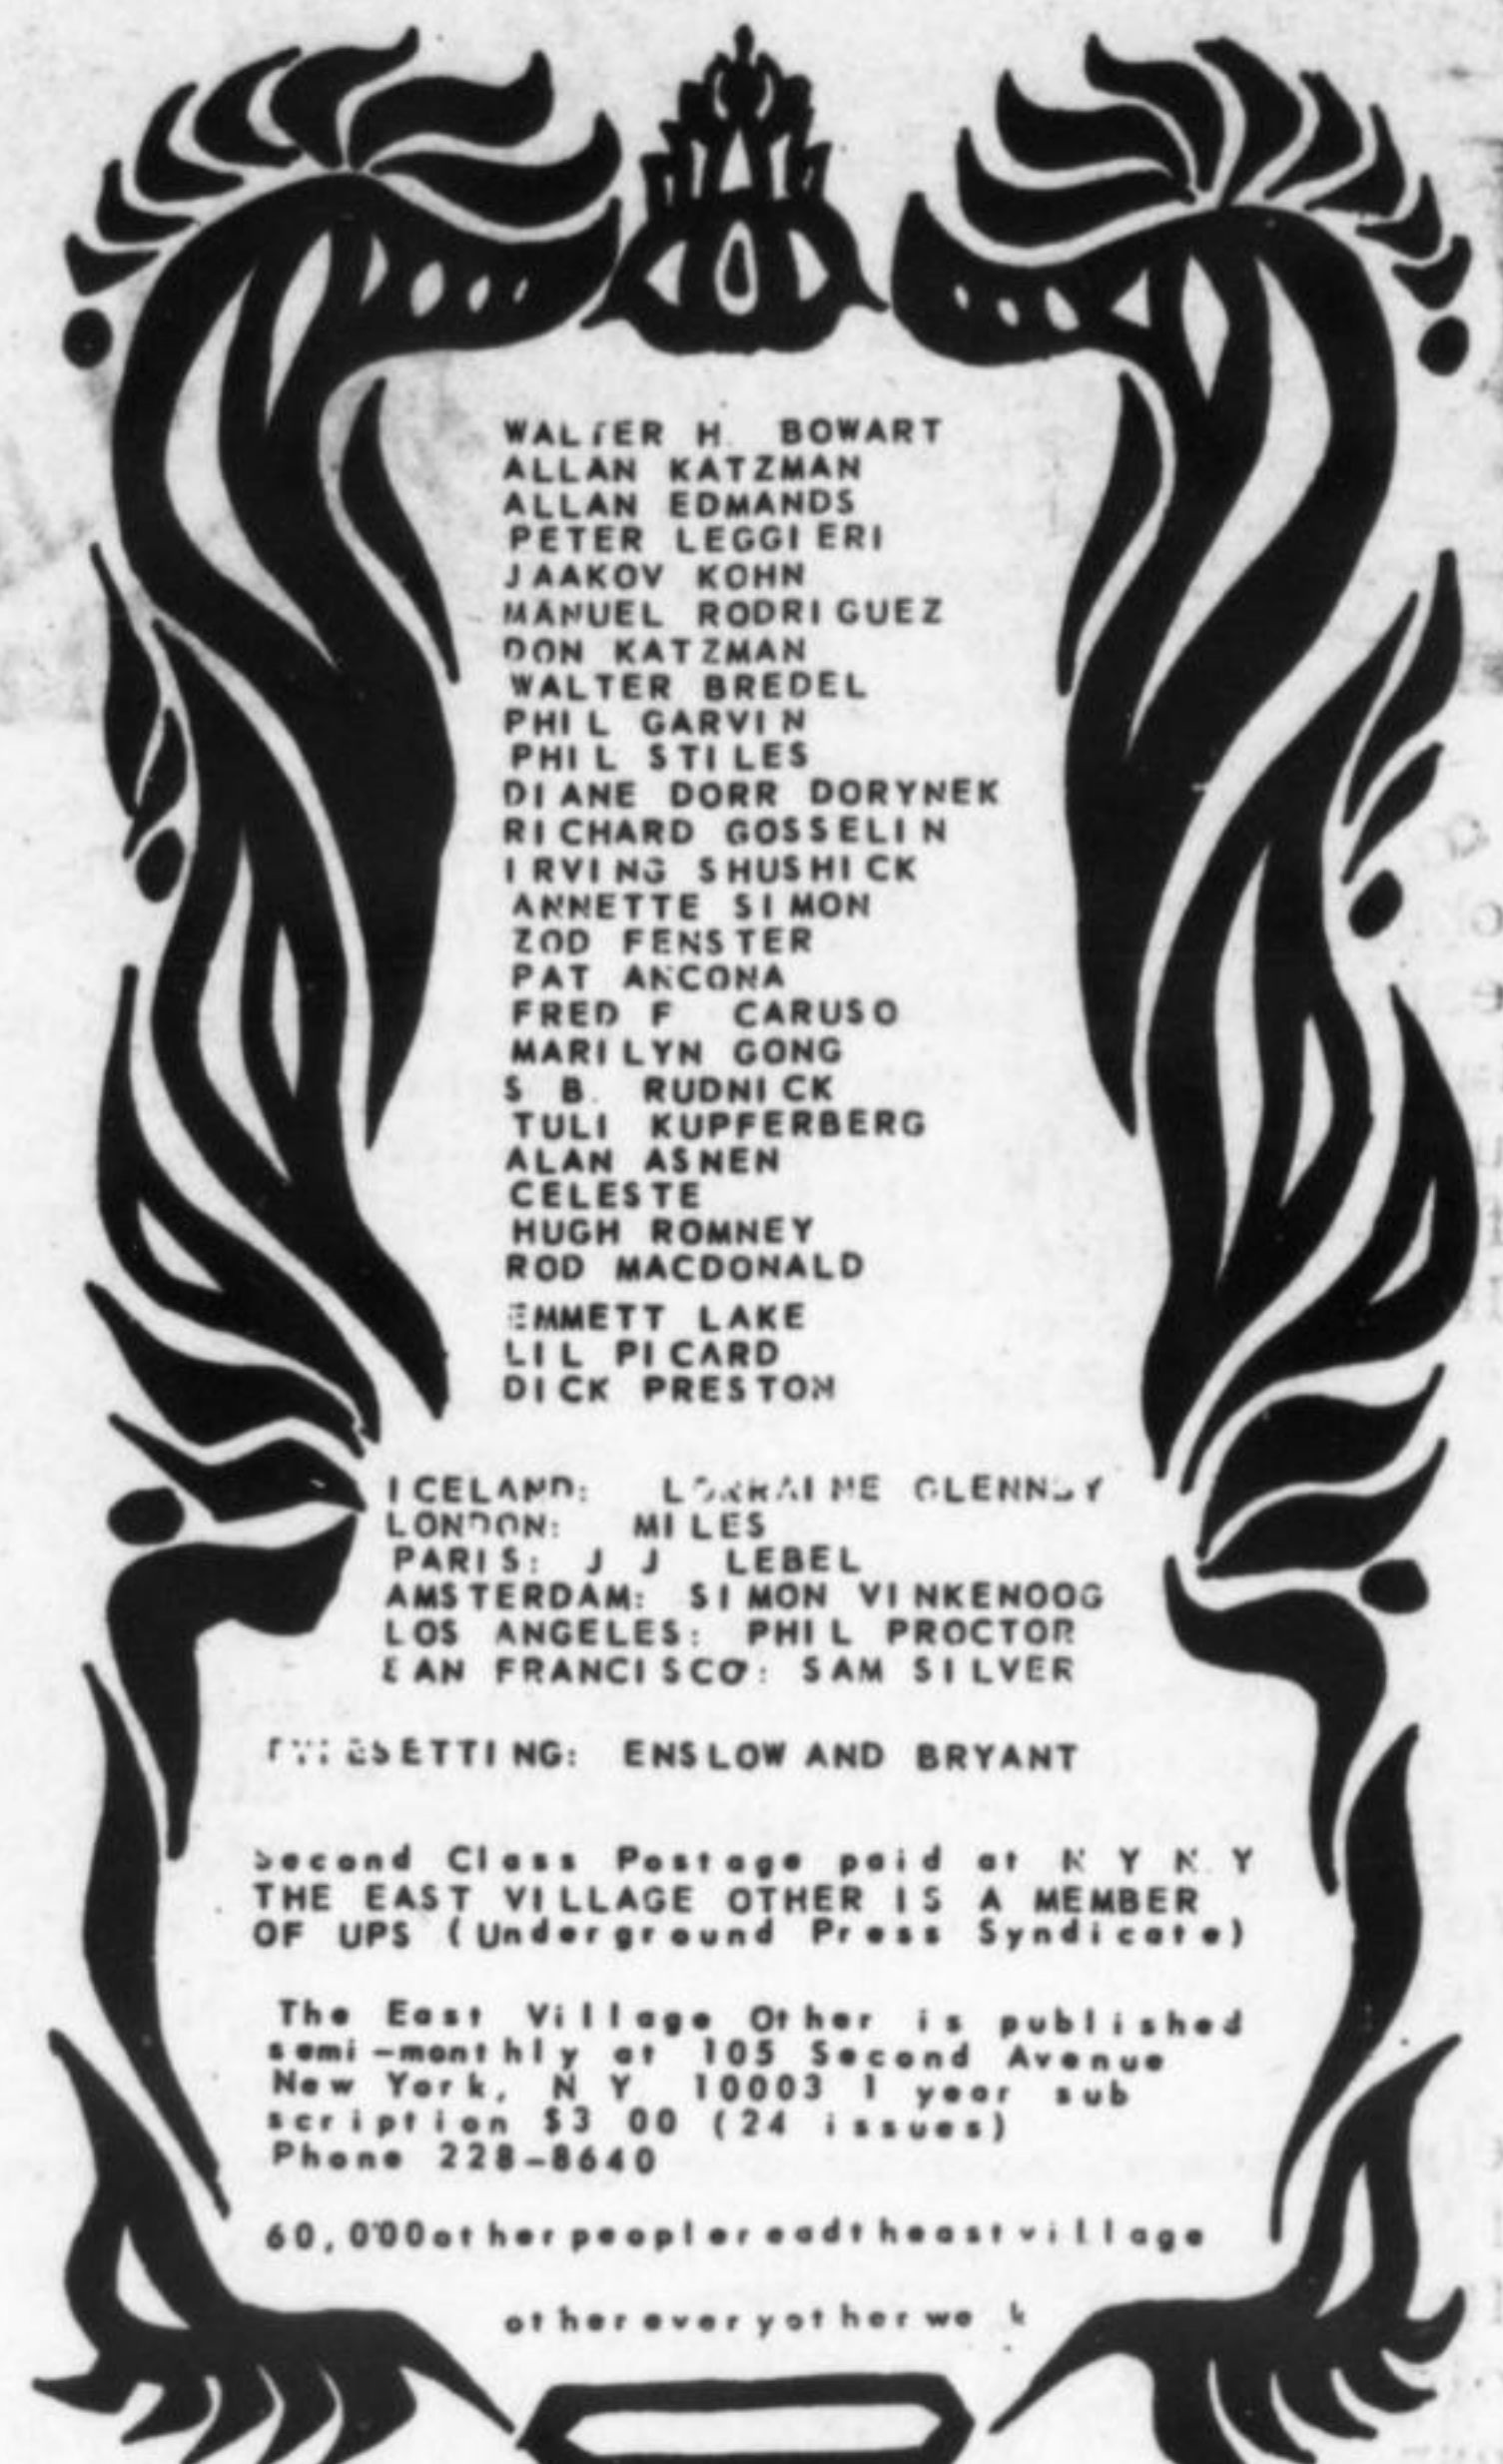 WALTER H. BOWART
ALLAN KATZMAN
ALLAN EDMANDS
PETER LEGGIERI
JAAKOV KOHN
MANUEL RODRIGUEZ
DON KATZMAN
WALTER BREDEL
PHIL GARVIN
PHIL STILES
DIANE DORR DORYNEK
RICHARD GOSSELIN
IRVING SHUSHICK
ANNETTE SIMON
ZOD FENSTER
PAT ANCONA
FRED F CARUSO
MARILYN GONG
S B. RUDNICK
TULI KUPFERBERG
ALAN ASNEN
CELESTE
HUGH ROMNEY
ROD MACDONALD
EMMETT LAKE
LIL PICARD
DICK PRESTON
ICELAND: LORRAINE
LONDON: MILES
PARIS: J J LEBEL
AMSTERDAM: SIMON VINKENOOG
LOS ANGELES: PHIL PROCTOR
SAN FRANCISCO: SAM SILVER
TYPESETTING: ENSLOW AND BRYANT
Second Class Postage paid at N Y N.Y
THE EAST VILLAGE OTHER IS A MEMBER
OF UPS (Underground Press Syndicate)
The East Village Other is published
semi-monthly at 105 Second Avenue
New York, N Y 10003 1 year sub
scription $3 00 (24 issues)
Phone 228-8640
60,000otherpeoplereadtheastvillage
othereveryotherwe k